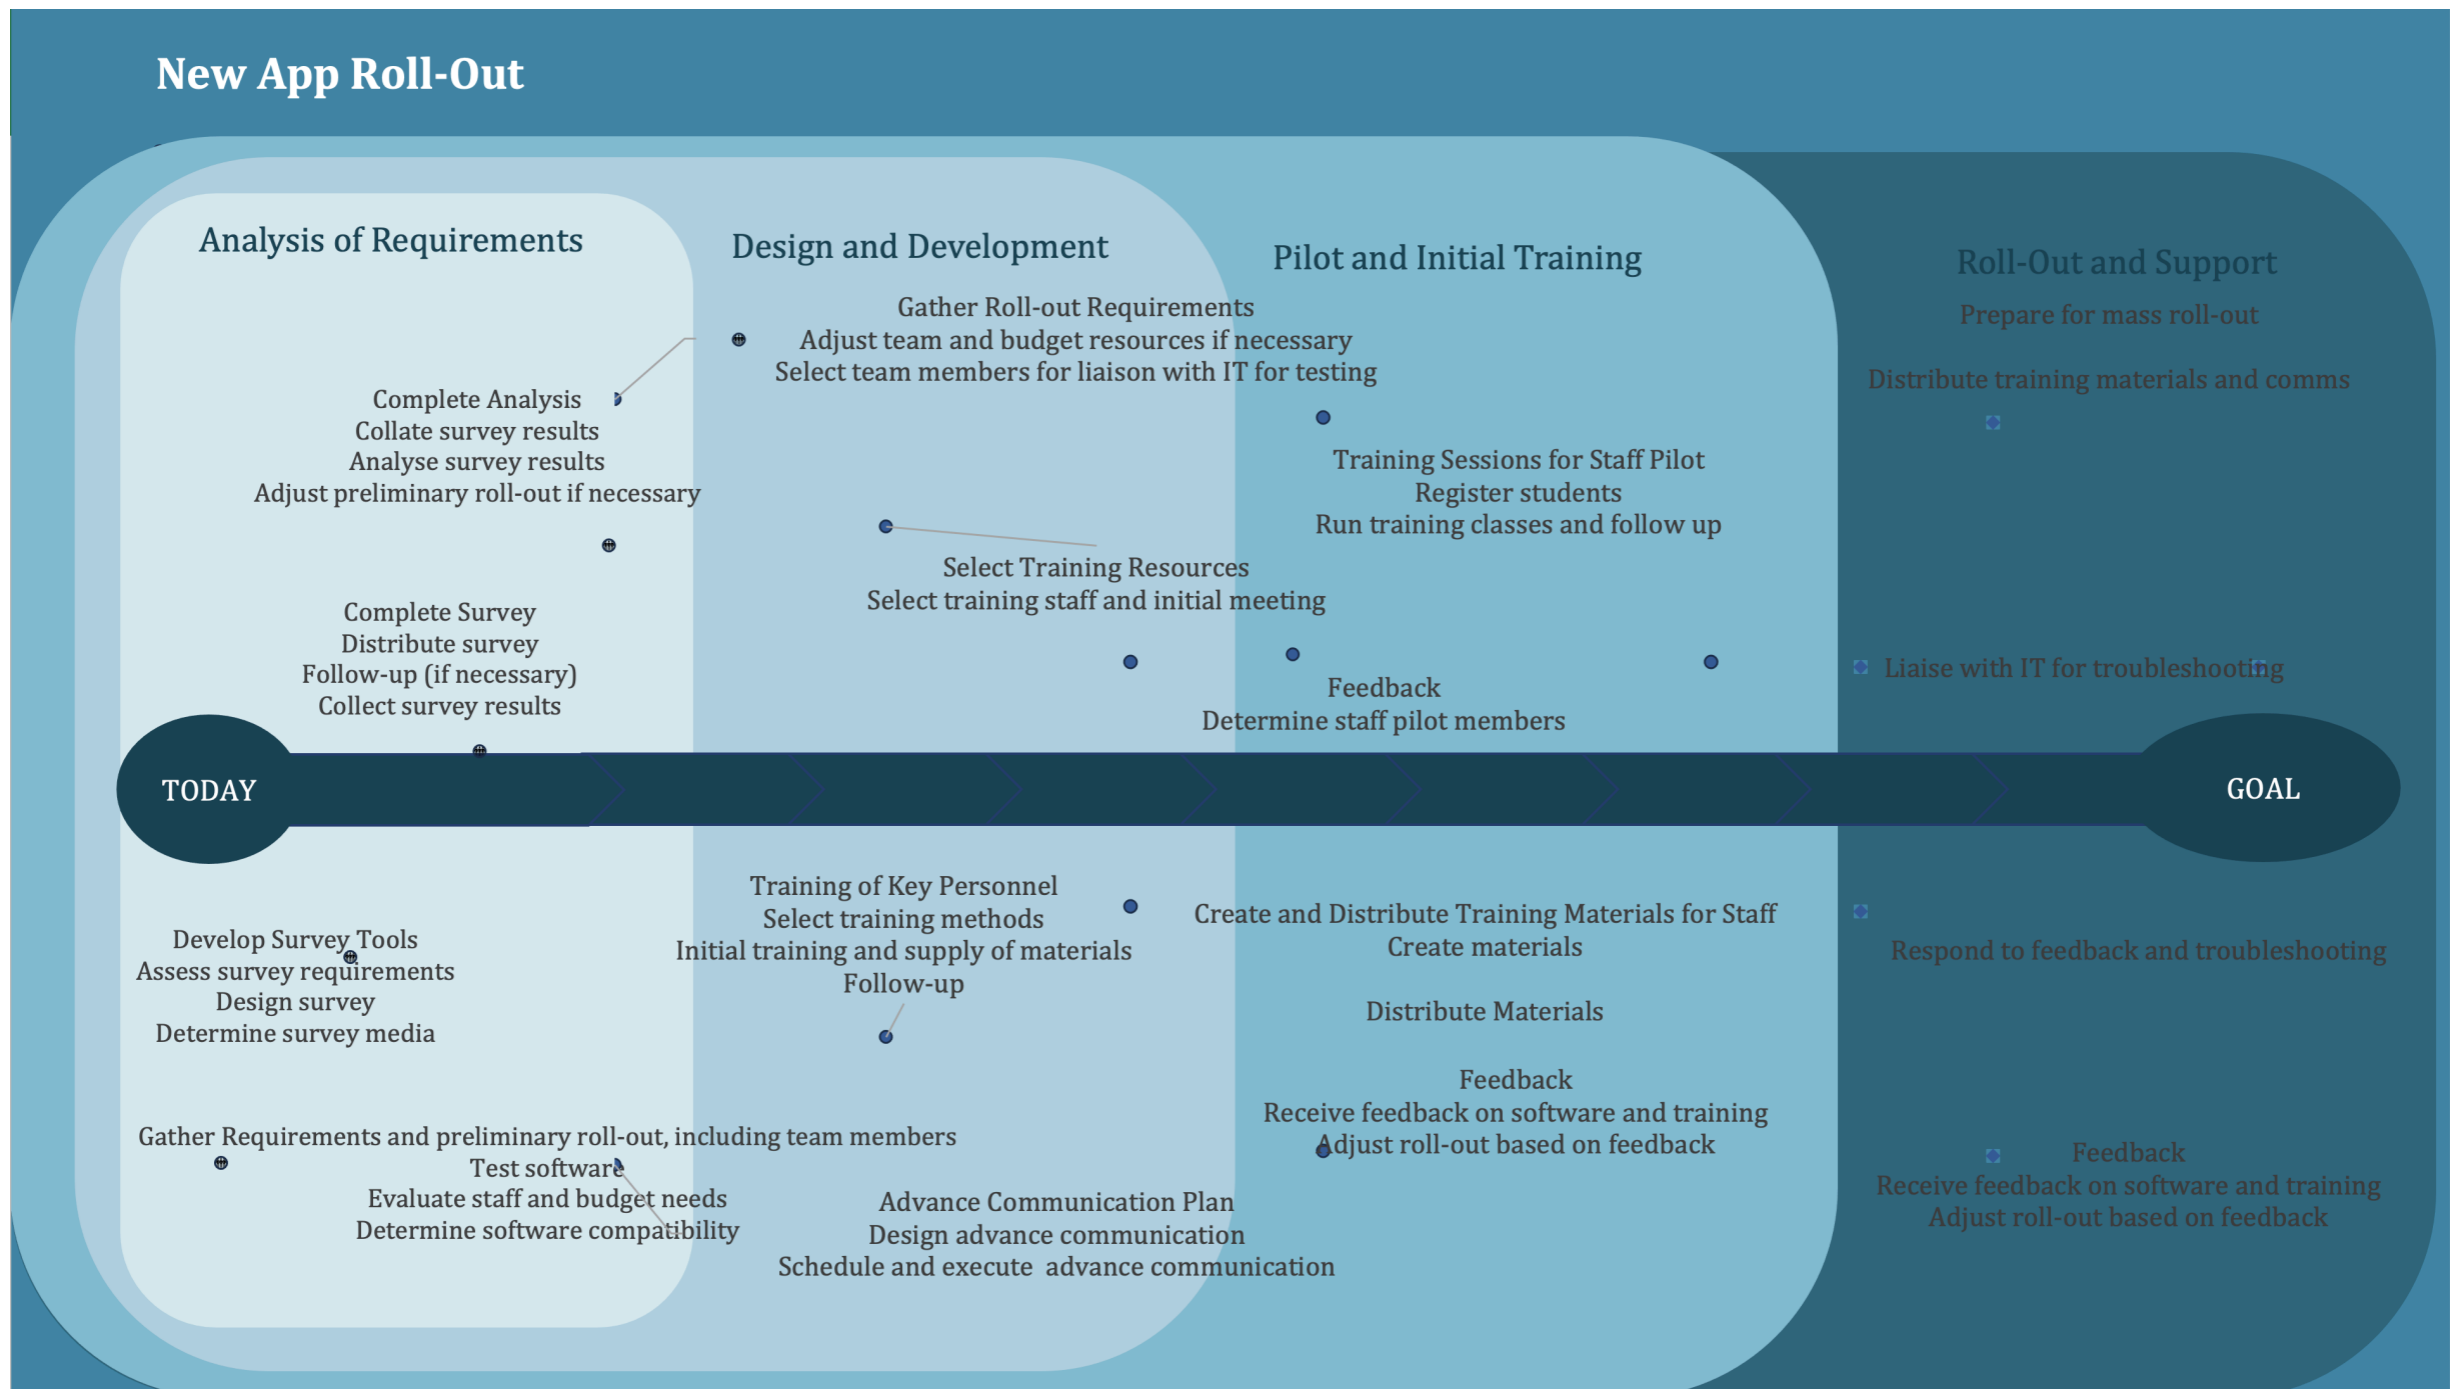 New App Roll-Out
Analysis of Requirements
Complete Analysis
Collate survey results
Analyse survey results
Adjust preliminary roll-out if necessary
Complete Survey
Distribute survey
Follow-up (if necessary)
Collect survey results
Design and Development
Gather Roll-out Requirements
Adjust team and budget resources if necessary
Select team members for liaison with IT for testing
Select Training Resources
Select training staff and initial meeting
Pilot and Initial Training
Training Sessions for Staff Pilot
Register students
Run training classes and follow up
Feedback
Determine staff pilot members
Roll-Out and Support
Prepare for mass roll-out
Distribute training materials and comms
Liaise with IT for troubleshooting
TODAY
GOAL
Develop Survey Tools
Assess survey requirements
Design survey
Determine survey media
Gather Requirements and preliminary roll-out, including team members
Test software
Evaluate staff and budget needs
Determine software compatibility
Training of Key Personnel
Select training methods
Initial training and supply of materials
Follow-up
Advance Communication Plan
Design advance communication
Schedule and execute advance communication
Create and Distribute Training Materials for Staff
Create materials
Distribute Materials
Feedback
Receive feedback on software and training
Adjust roll-out based on feedback
Respond to feedback and troubleshooting
Feedback
Receive feedback on software and training
Adjust roll-out based on feedback